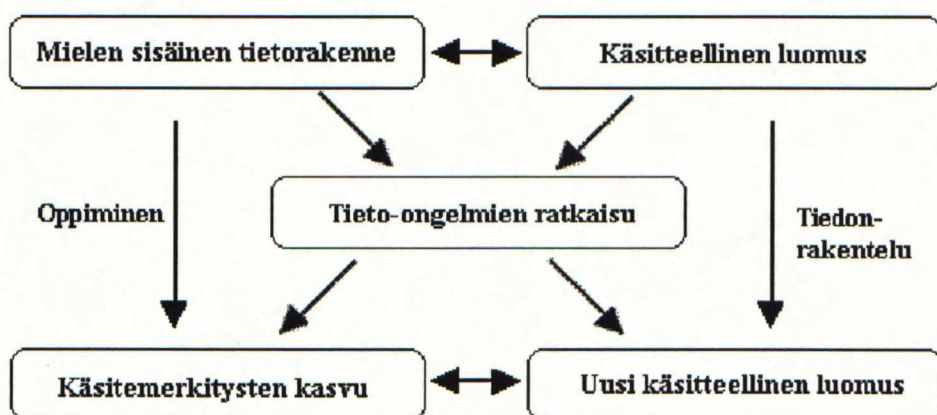 Mielen sisäinen tietorakenne
Käsitteellinen luomus
Oppiminen
Tieto-ongelmien ratkaisu
Tiedon-
rakentelu
Käsitemerkitysten kasvu
Uusi käsitteellinen luomus